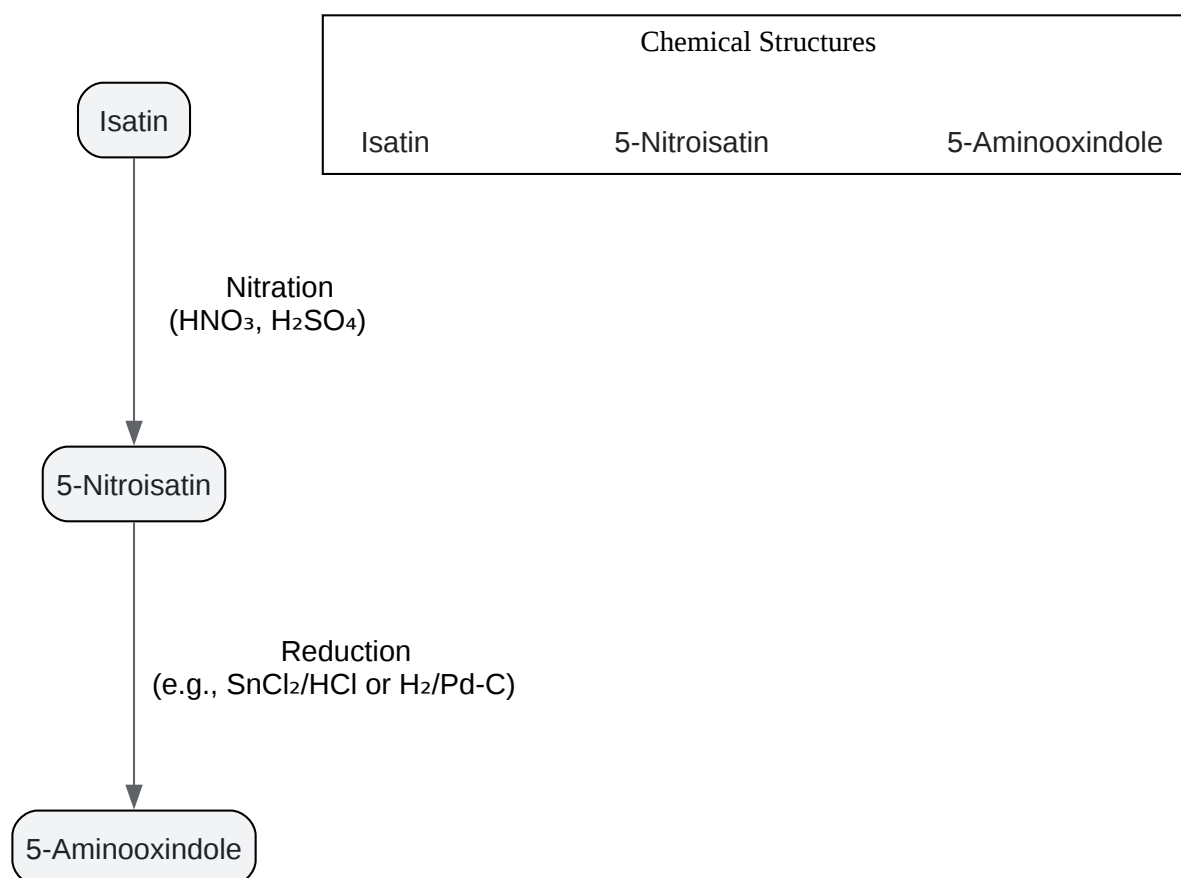 Chemical Structures
Isatin
Isatin
5-Nitroisatin
5-Aminooxindole
Nitration
(HNO₃, H₂SO₄)
5-Nitroisatin
Reduction
(e.g., SnCl₂/HCl or H₂/Pd-C)
5-Aminooxindole